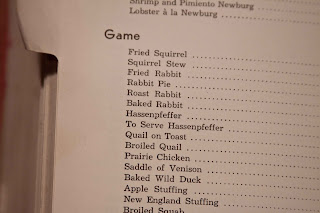 Shrimp and Pimiento Newburg ..........
Lobster à la Newburg ..........
Game
Fried Squirrel ..........
Squirrel Stew ..........
Fried Rabbit ..........
Rabbit Pie ..........
Roast Rabbit ..........
Baked Rabbit ..........
Hassenpfeffer ..........
To Serve Hassenpfeffer ..........
Quail on Toast ..........
Broiled Quail ..........
Prairie Chicken ..........
Saddle of Venison ..........
Baked Wild Duck ..........
Apple Stuffing ..........
New England Stuffing ..........
Broiled Squab ..........